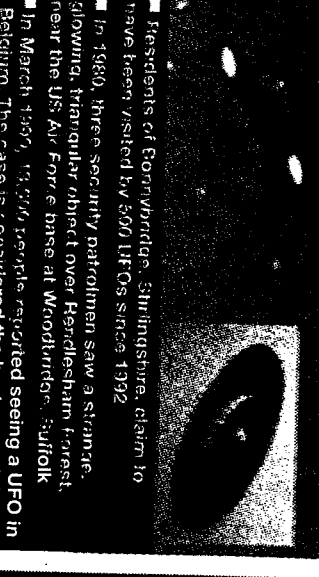 Residents of Bonnybridge, Stirlingshire, claim to
have been visited by 600 UFOs since 1992
In 1980, three security patrolmen saw a strange,
glowing, triangular object over Rendlesham Forest,
near the US Air Force base at Woodbridge, Suffolk
In March 1990, people reported seeing a UFO in
Belgium. The case is considered the